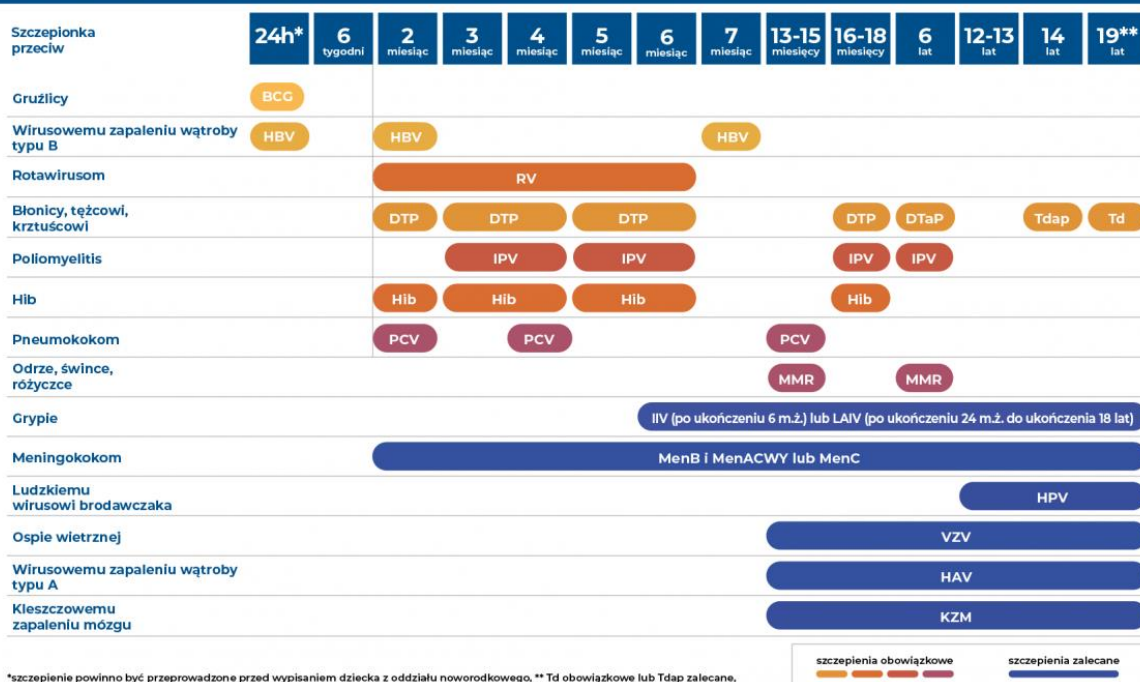 Szczepionka
przeciw
24h*
6
tygodni
2
miesiąc
3
miesiąc
4
miesiąc
5
miesiąc
6
miesiąc
7
miesiąc
13-15
miesięcy
16-18
miesięcy
6
lat
12-13
lat
14
lat
19**
lat
Gruźlicy
BCG
Wirusowemu zapaleniu wątroby
typu B
HBV HBV HBV
Rotawirusom
RV
Błonicy, tężcowi,
krztuścowi
DTP DTP DTP DTP DTaP Tdap Td
Poliomyelitis
IPV IPV IPV IPV
Hib
Hib Hib Hib Hib
Pneumokokom
PCV PCV PCV
Odrze, śwince,
różyczce
MMR MMR
Grypie
IIV (po ukończeniu 6 m.ż.) lub LAIV (po ukończeniu 24 m.ż. do ukończenia 18 lat)
Meningokokom
MenB i MenACWY lub MenC
Ludzkiemu
wirusowi brodawczaka
HPV
Ospie wietrznej
VZV
Wirusowemu zapaleniu wątroby
typu A
HAV
Kleszczowemu
zapaleniu mózgu
KZM
szczepienia obowiązkowe szczepienia zalecane
*szczepienie powinno być przeprowadzone przed wypisaniem dziecka z oddziału noworodkowego, ** Td obowiązkowe lub Tdap zalecane,